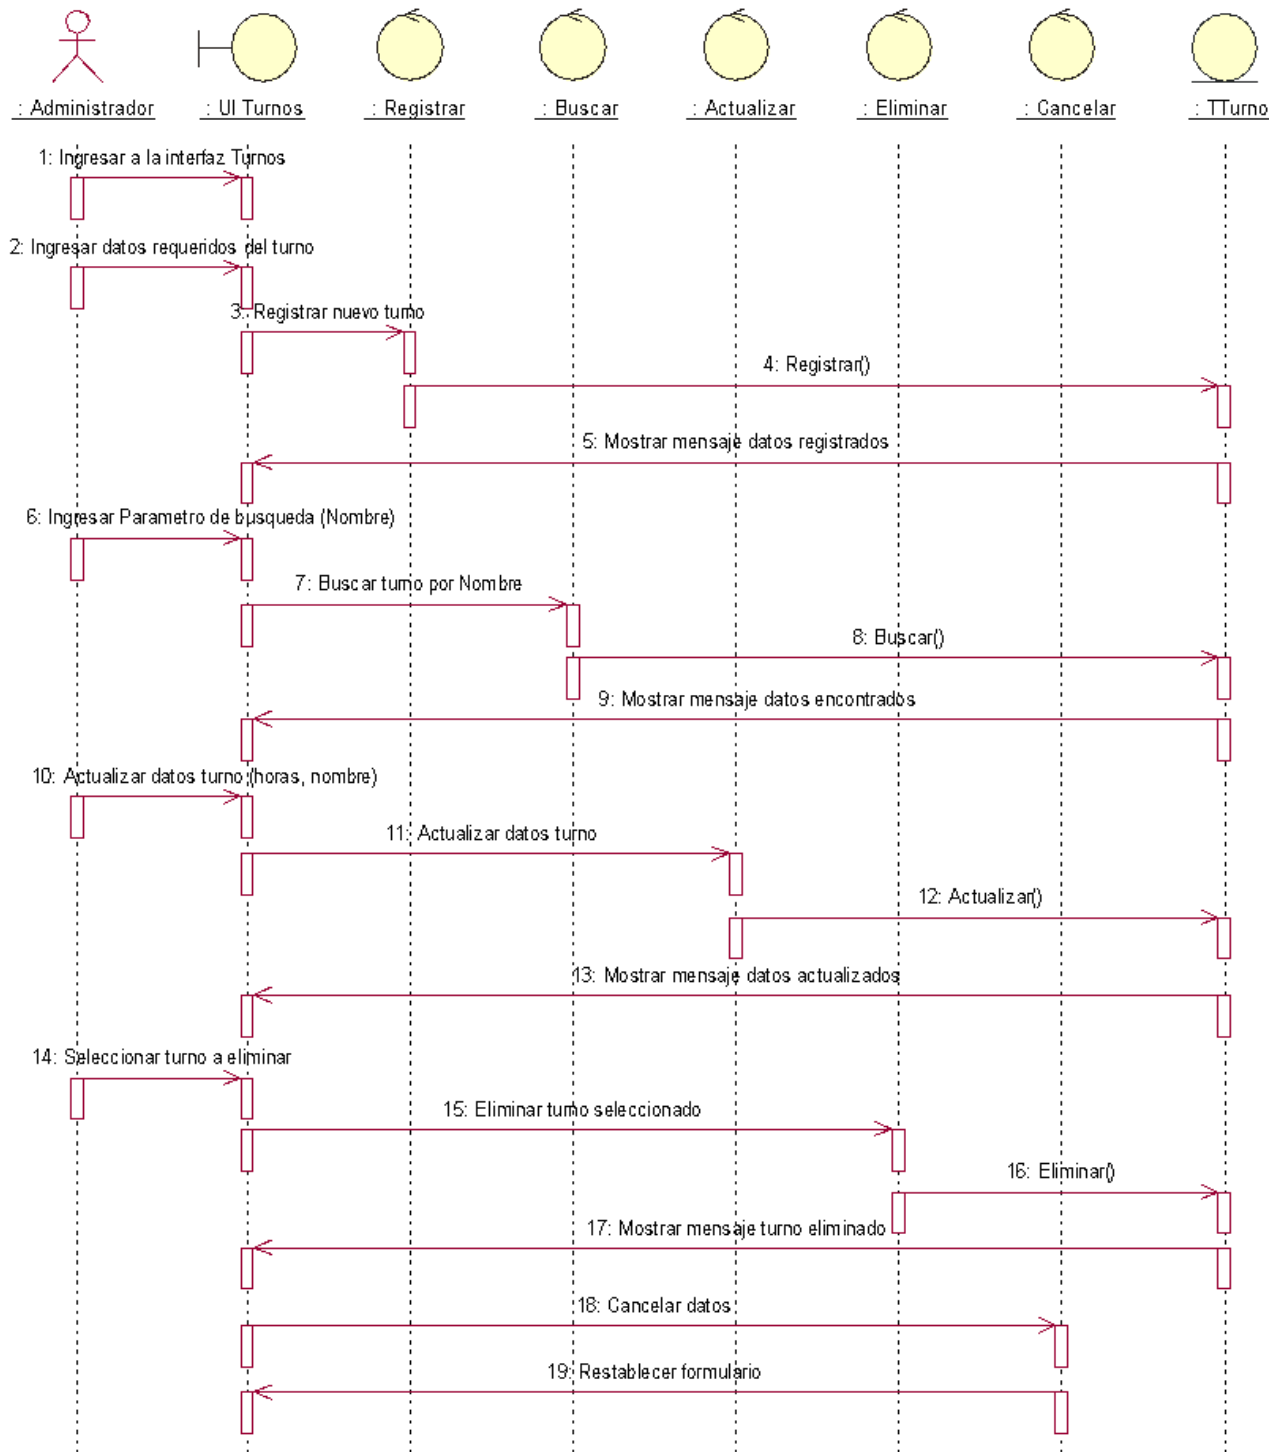 : Administrador
: UI Turnos
: Registrar
: Buscar
: Actualizar
: Eliminar
: Cancelar
: TTurno
1: Ingresar a la interfaz Turnos
2: Ingresar datos requeridos del turno
3: Registrar nuevo turno
4: Registrar()
5: Mostrar mensaje datos registrados
6: Ingresar Parametro de busqueda (Nombre)
7: Buscar turno por Nombre
8: Buscar()
9: Mostrar mensaje datos encontrados
10: Actualizar datos turno (horas, nombre)
11: Actualizar datos turno
12: Actualizar()
13: Mostrar mensaje datos actualizados
14: Seleccionar turno a eliminar
15: Eliminar turno seleccionado
16: Eliminar()
17: Mostrar mensaje turno eliminado
18: Cancelar datos
19: Restablecer formulario